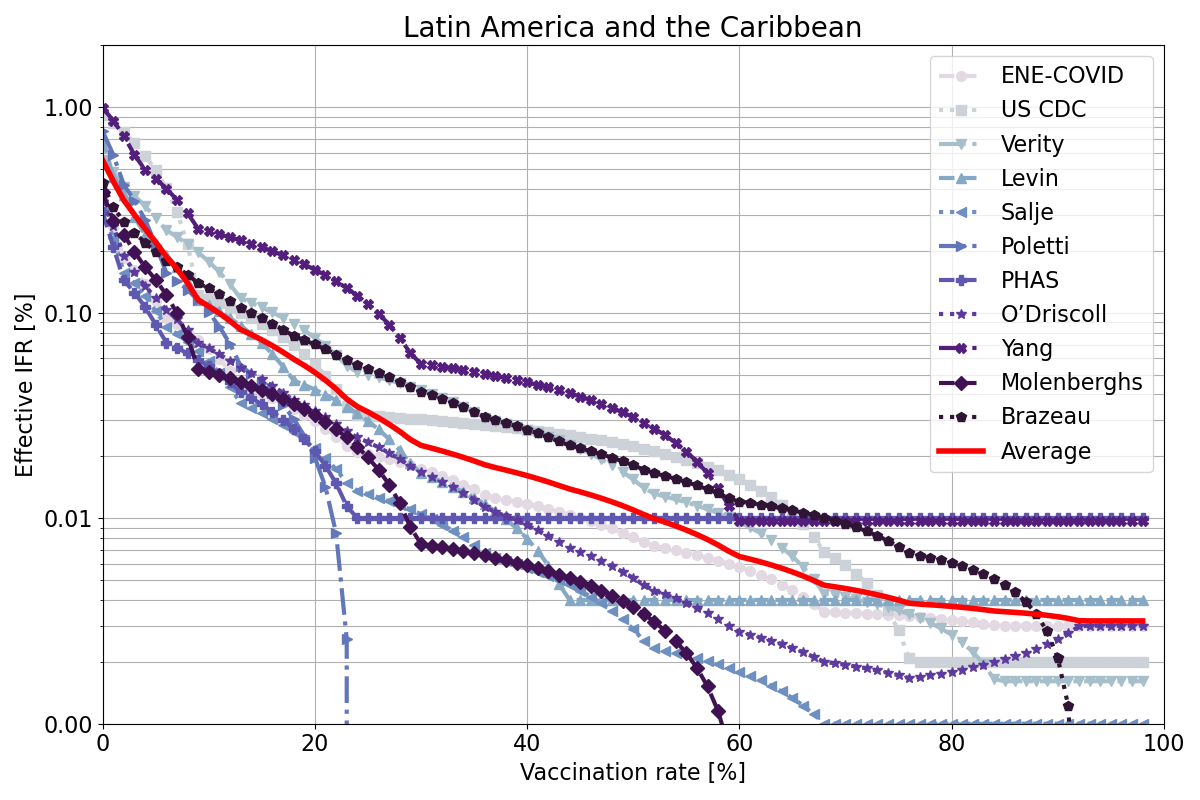 Latin America and the Caribbean
Effective IFR [%]
1.00
0.10
0.01
0.00
0
20
40
60
80
100
Vaccination rate [%]
ENE-COVID
US CDC
Verity
Levin
Salje
Poletti
PHAS
O’Driscoll
Yang
Molenberghs
Brazeau
Average